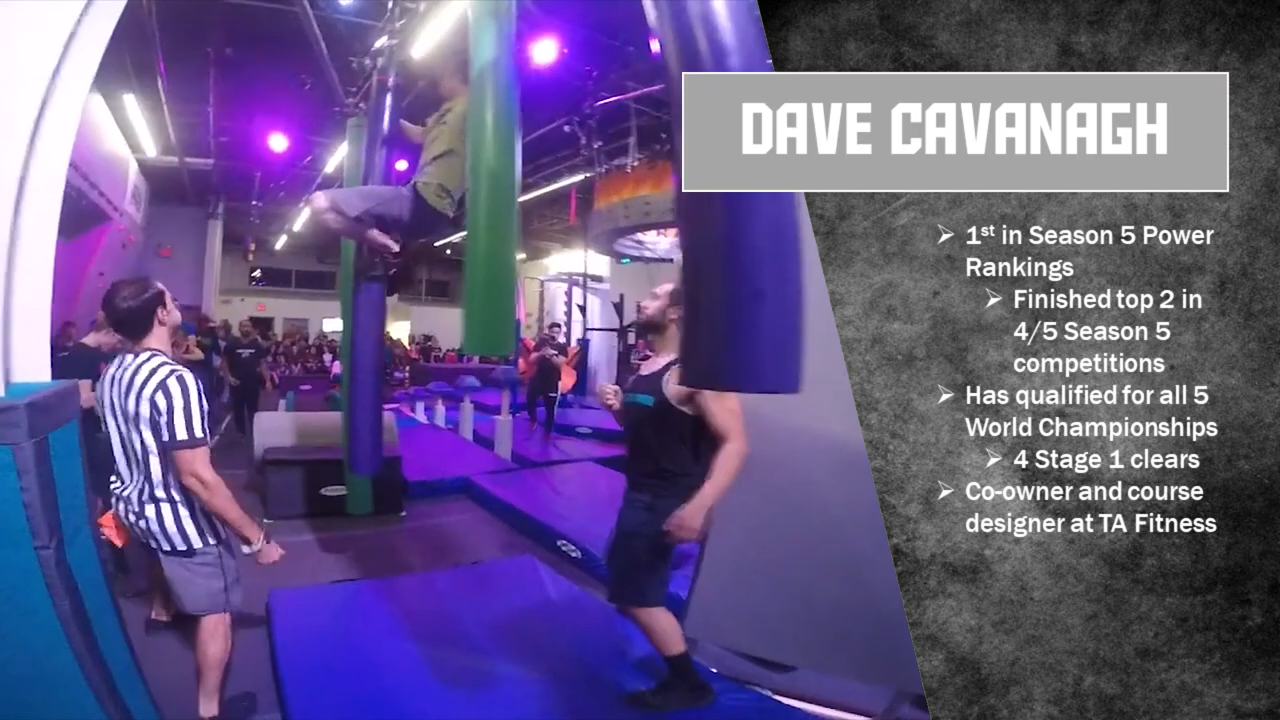 DAVE CAVANAGH
➢ 1st in Season 5 Power
Rankings
➢ Finished top 2 in
4/5 Season 5
competitions
➢ Has qualified for all 5
World Championships
➢ 4 Stage 1 clears
➢ Co-owner and course
designer at TA Fitness